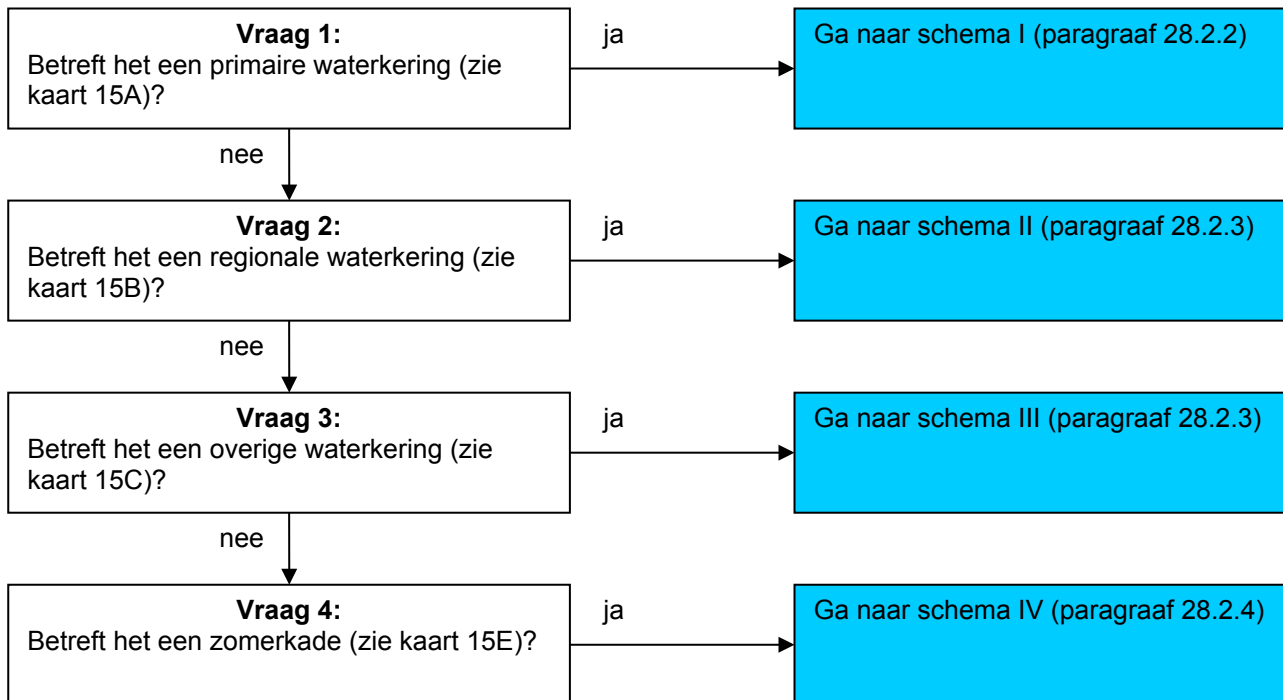 Vraag 1:
Betreft het een primaire waterkering (zie
kaart 15A)?
ja
Ga naar schema I (paragraaf 28.2.2)
nee
Vraag 2:
Betreft het een regionale waterkering (zie
kaart 15B)?
ja
Ga naar schema II (paragraaf 28.2.3)
nee
Vraag 3:
Betreft het een overige waterkering (zie
kaart 15C)?
ja
Ga naar schema III (paragraaf 28.2.3)
nee
Vraag 4:
Betreft het een zomerkade (zie kaart 15E)?
ja
Ga naar schema IV (paragraaf 28.2.4)